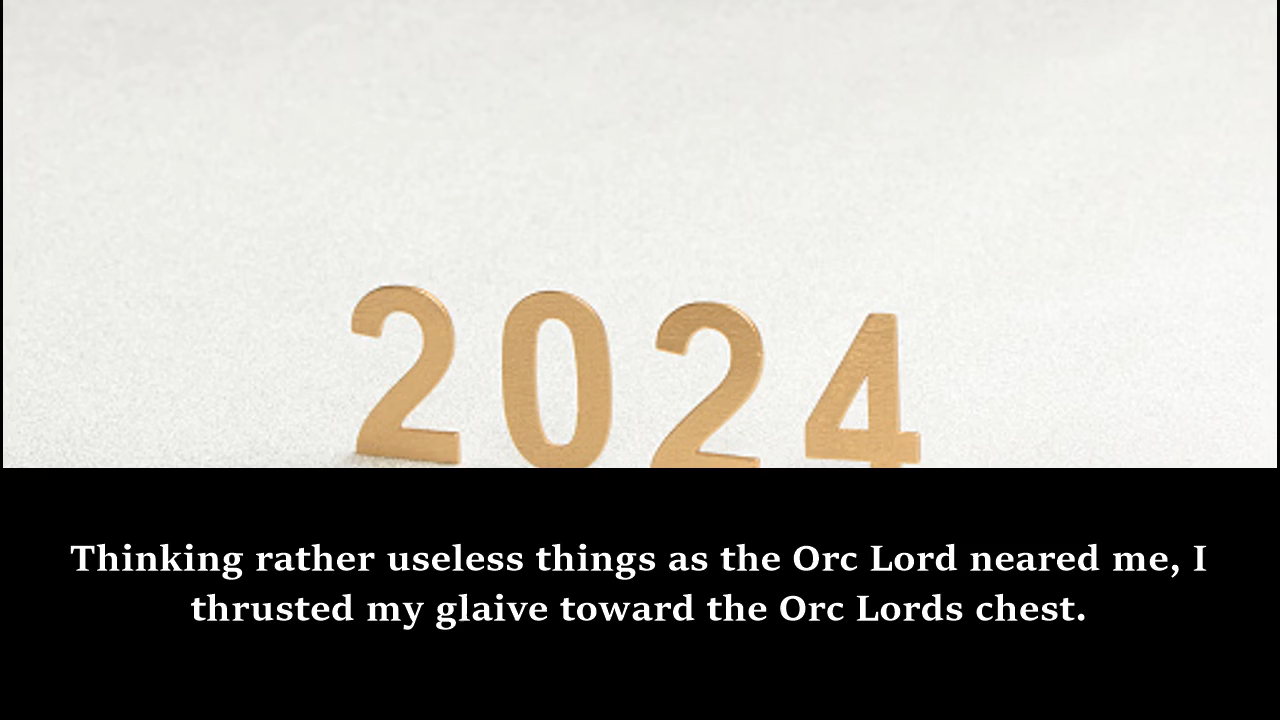 2024
Thinking rather useless things as the Orc Lord neared me, I
thrusted my glaive toward the Orc Lords chest.